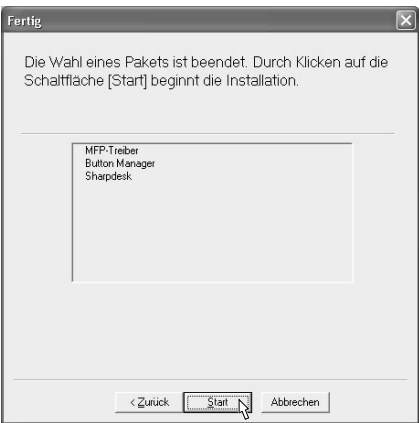 Fertig
Die Wahl eines Pakets ist beendet. Durch Klicken auf die
Schaltfläche [Start] beginnt die Installation.
MFP-Treiber
Button Manager
Sharpdesk
< Zurück
Start
Abbrechen